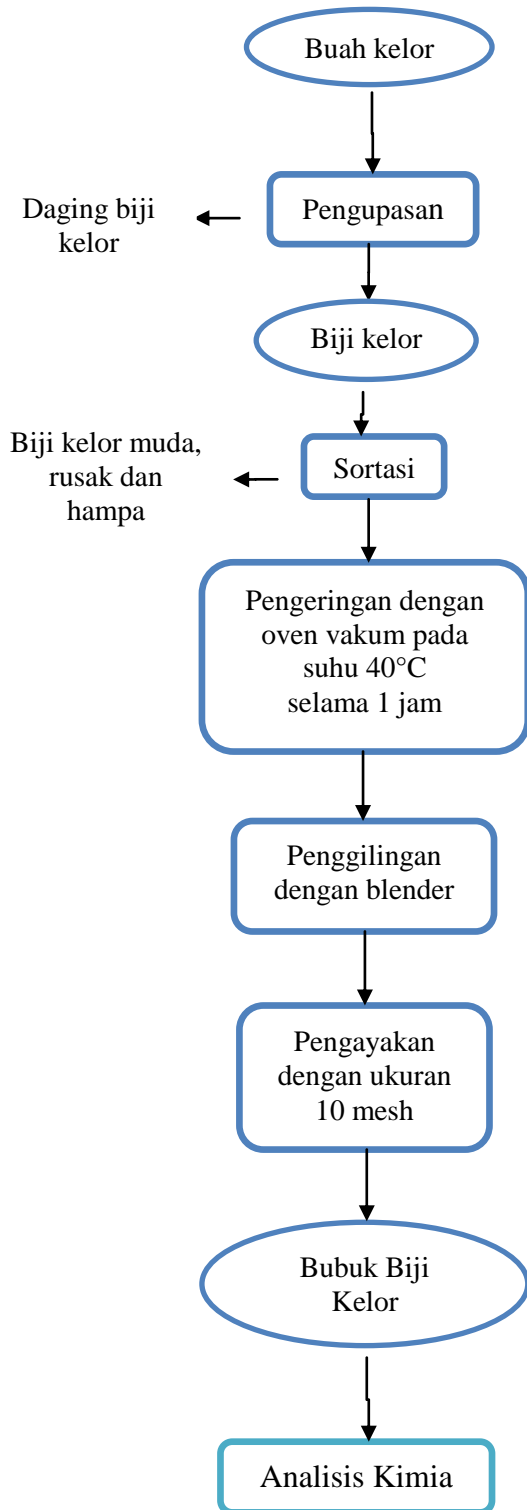 Buah kelor
Pengupasan
Daging biji
kelor
Biji kelor
Sortasi
Biji kelor muda,
rusak dan
hampa
Pengeringan dengan
oven vakum pada
suhu 40°C
selama 1 jam
Penggilingan
dengan blender
Pengayakan
dengan ukuran
10 mesh
Bubuk Biji
Kelor
Analisis Kimia